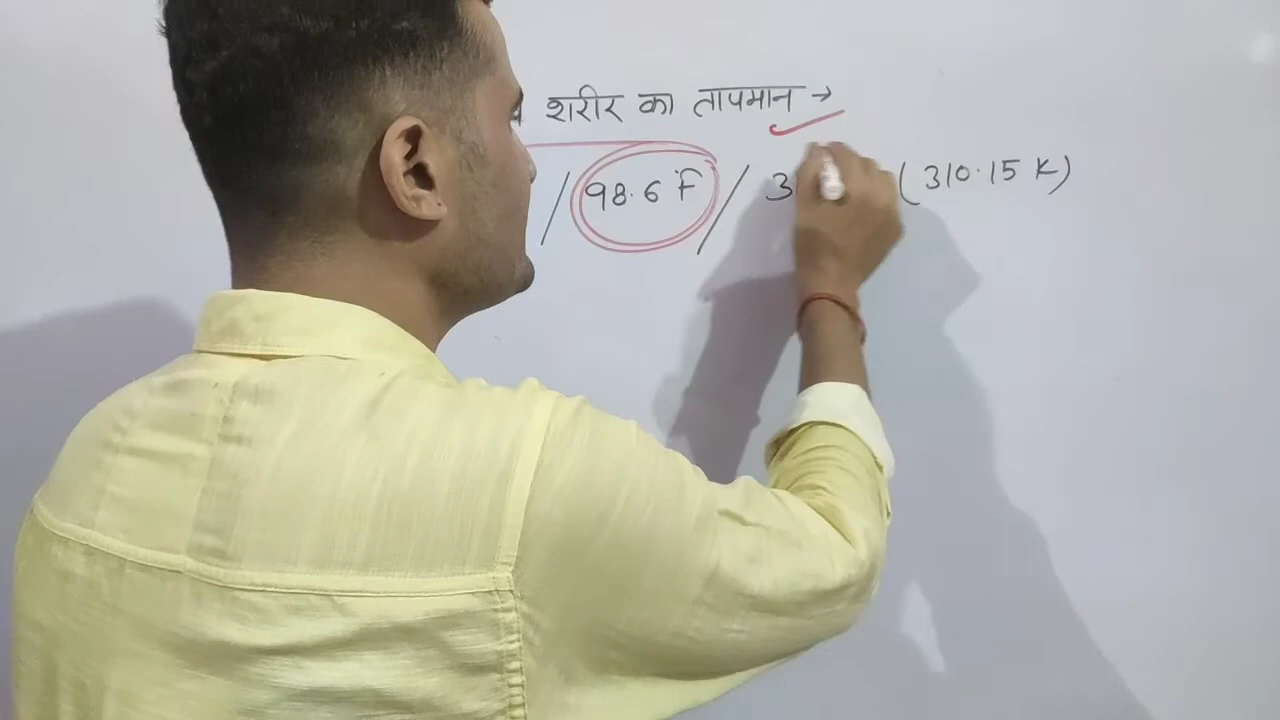 शरीर का तापमान →
/ 98.6 °F / 3 (310.15 K)